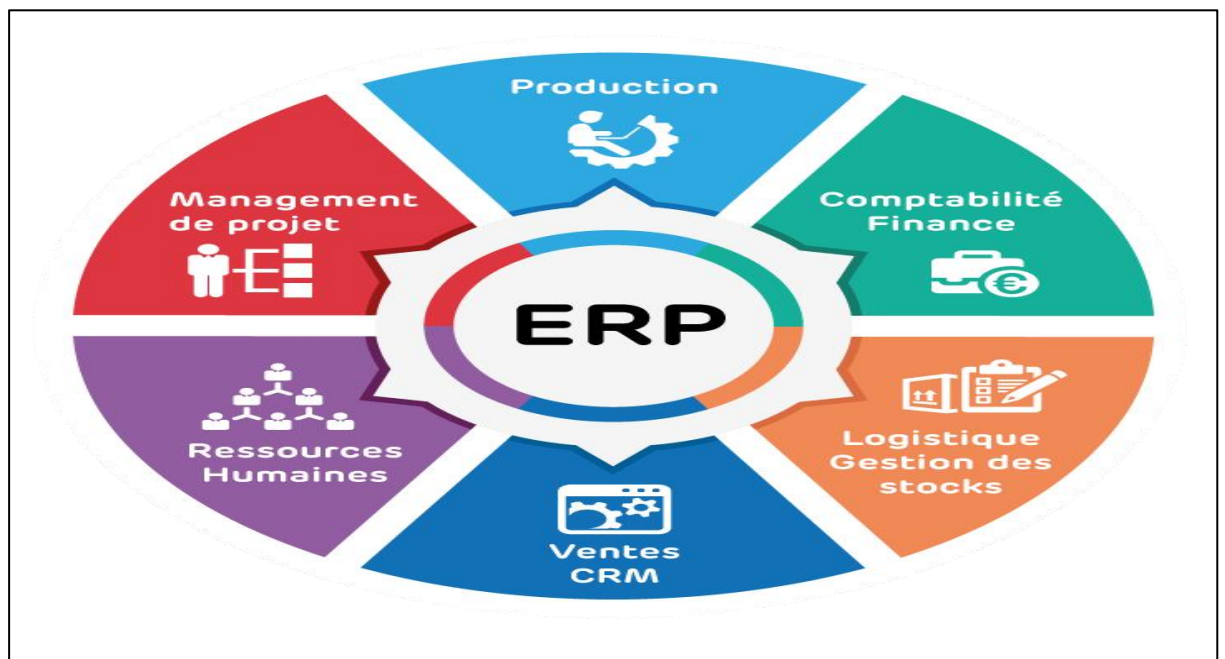 Production
Management
de projet
Comptabilité
Finance
ERP
Ressources
Humaines
Logistique
Gestion des
stocks
Ventes
CRM